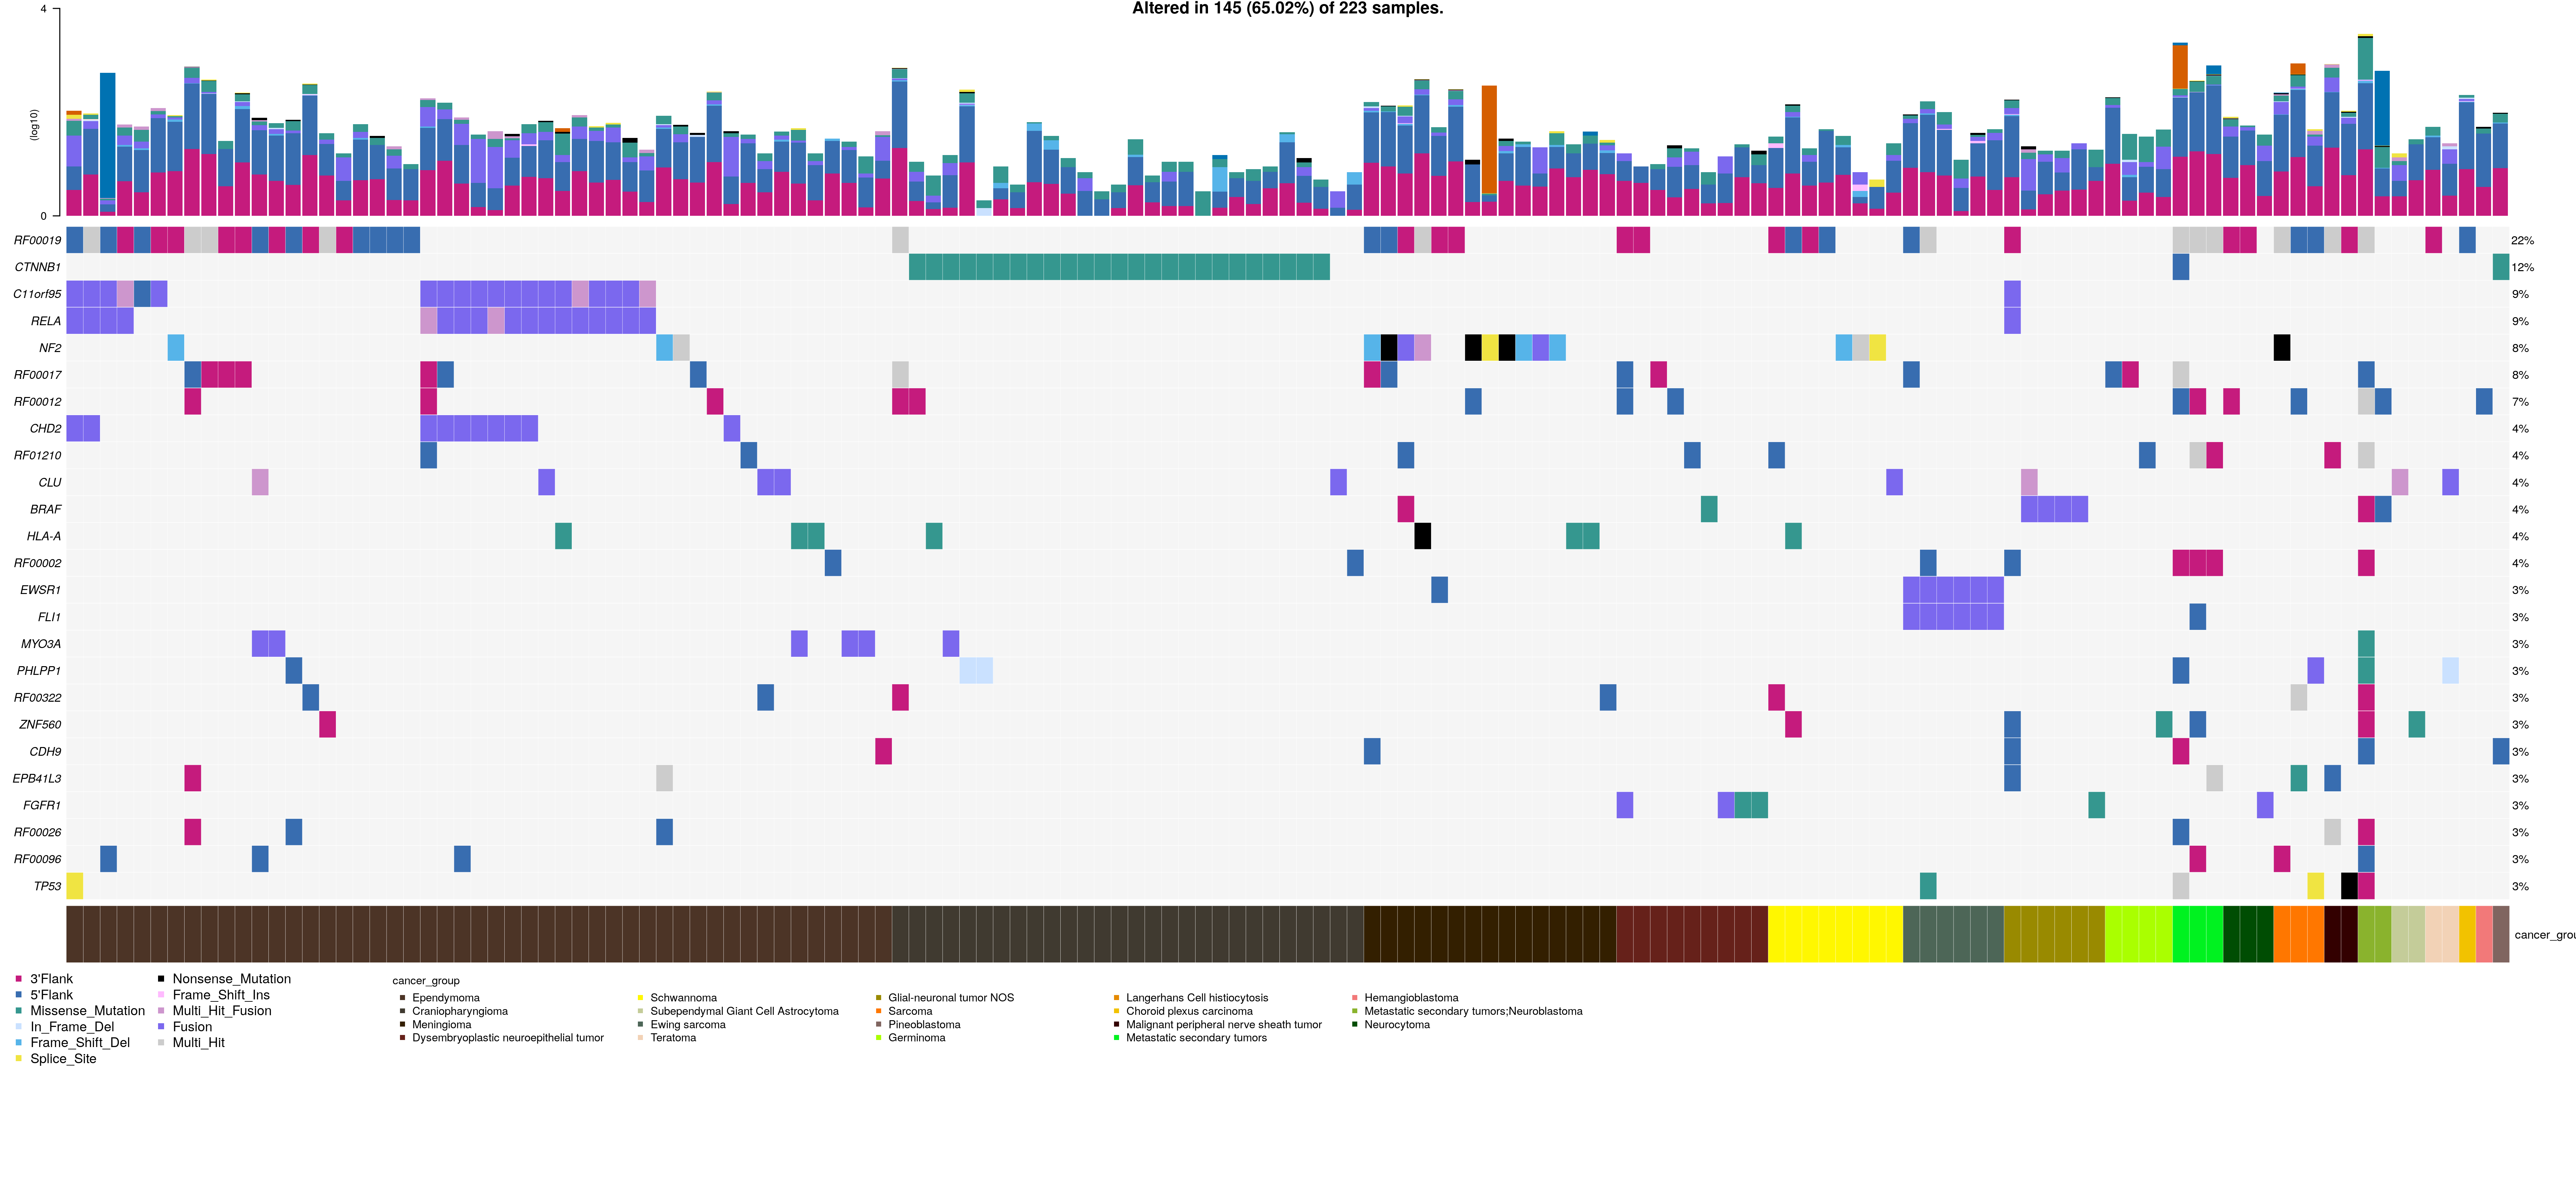 Altered in 145 (65.02%) of 223 samples.
4
(log10)
0
RF00019 22%
CTNNB1 12%
C11orf95 9%
RELA 9%
NF2 8%
RF00017 8%
RF00012 7%
CHD2 4%
RF01210 4%
CLU 4%
BRAF 4%
HLA-A 4%
RF00002 4%
EWSR1 3%
FLI1 3%
MYO3A 3%
PHLPP1 3%
RF00322 3%
ZNF560 3%
CDH9 3%
EPB41L3 3%
FGFR1 3%
RF00026 3%
RF00096 3%
TP53 3%
cancer_grou
3'Flank
5'Flank
Missense_Mutation
In_Frame_Del
Frame_Shift_Del
Splice_Site
Nonsense_Mutation
Frame_Shift_Ins
Multi_Hit_Fusion
Fusion
Multi_Hit
cancer_group
Ependymoma
Craniopharyngioma
Meningioma
Dysembryoplastic neuroepithelial tumor
Schwannoma
Subependymal Giant Cell Astrocytoma
Ewing sarcoma
Teratoma
Glial-neuronal tumor NOS
Sarcoma
Pineoblastoma
Germinoma
Langerhans Cell histiocytosis
Choroid plexus carcinoma
Malignant peripheral nerve sheath tumor
Metastatic secondary tumors
Hemangioblastoma
Metastatic secondary tumors;Neuroblastoma
Neurocytoma